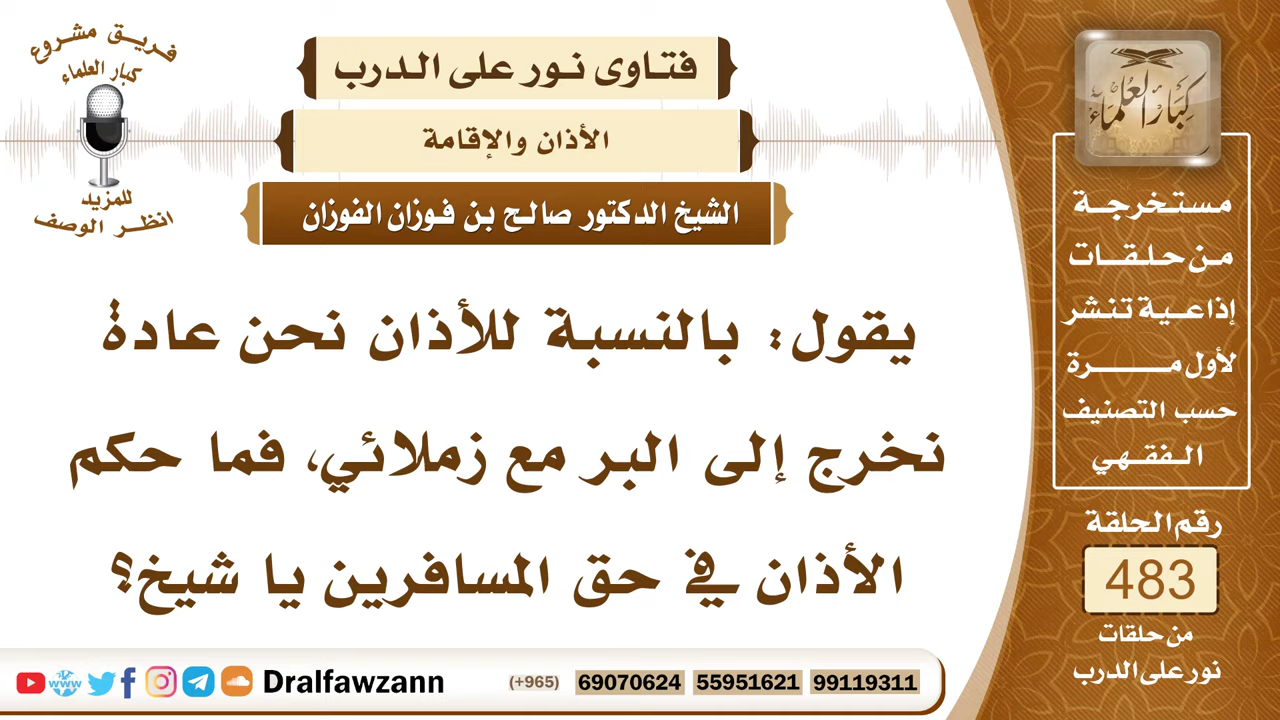 فريق مشروع
كبار العلماء
للمزيد
انظر الوصف
فتاوى نور على الدرب
الأذان والإقامة
الشيخ الدكتور صالح بن فوزان الفوزان
يقول: بالنسبة للأذان نحن عادة
نخرج إلى البر مع زملائي، فما حكم
الأذان في حق المسافرين يا شيخ؟
كبار العلماء
مستخرجة
من حلقات
إذاعية تنشر
لأول مرة
حسب التصنيف
الفقهي
رقم الحلقة
483
من حلقات
نور على الدرب
www
Dralfawzann (+965) 69070624 55951621 99119311